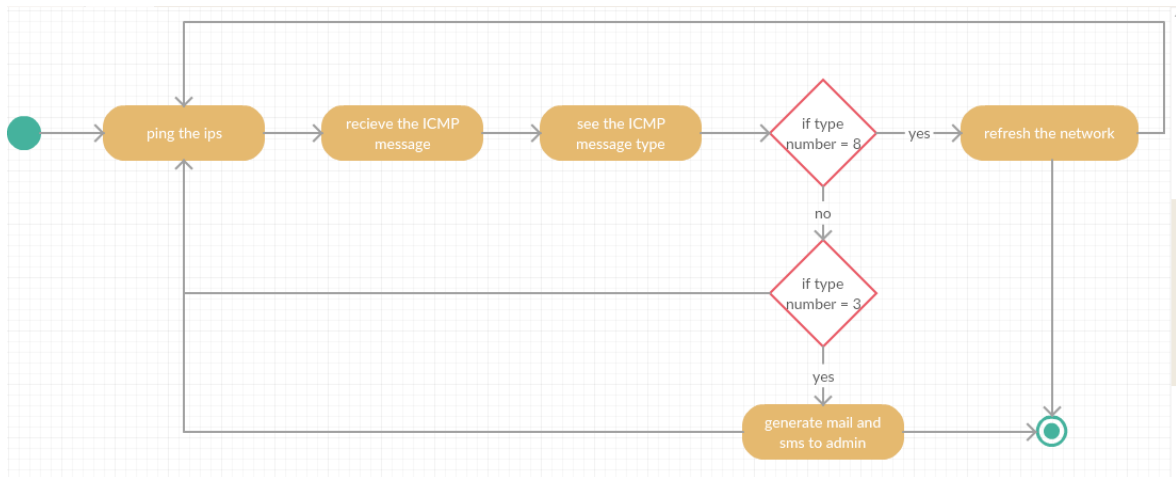 ping the ips
recieve the ICMP
message
see the ICMP
message type
if type
number = 8
yes
refresh the network
no
if type
number = 3
yes
generate mail and
sms to admin